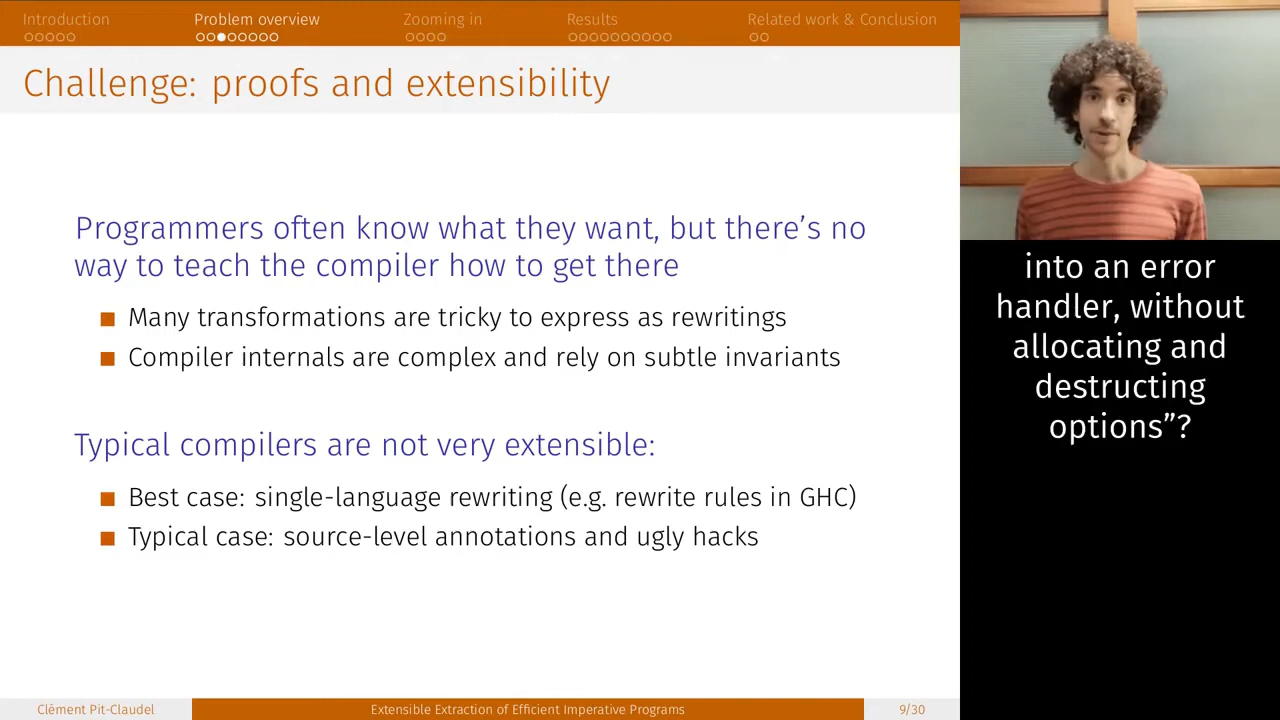 Introduction
Problem overview
Zooming in
Results
Related work & Conclusion
Challenge: proofs and extensibility
Programmers often know what they want, but there’s no
way to teach the compiler how to get there
Many transformations are tricky to express as rewritings
Compiler internals are complex and rely on subtle invariants
Typical compilers are not very extensible:
Best case: single-language rewriting (e.g. rewrite rules in GHC)
Typical case: source-level annotations and ugly hacks
into an error
handler, without
allocating and
destructing
options”?
Clément Pit-Claudel
Extensible Extraction of Efficient Imperative Programs
9/30